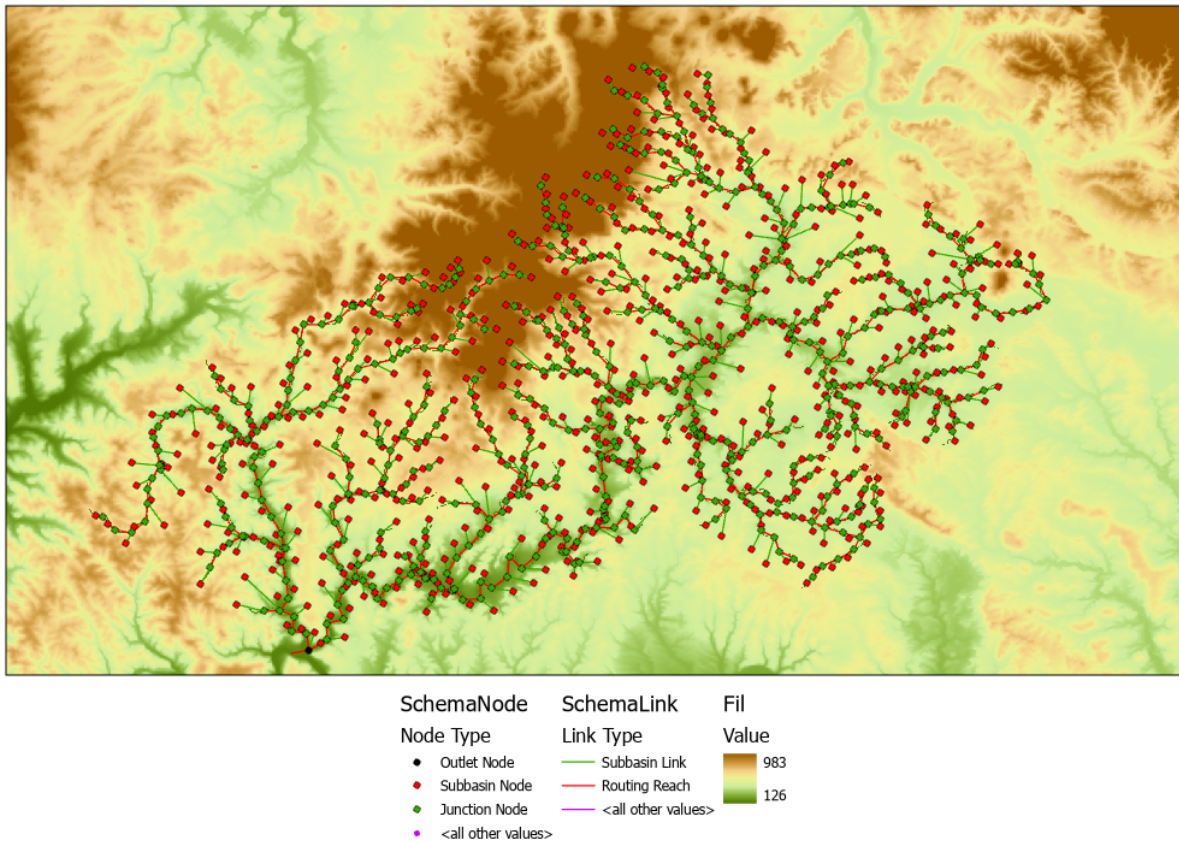 SchemaNode SchemaLink Fil
Node Type Link Type Value
Outlet Node Subbasin Link 983
Subbasin Node Routing Reach
Junction Node <all other values> 126
<all other values>